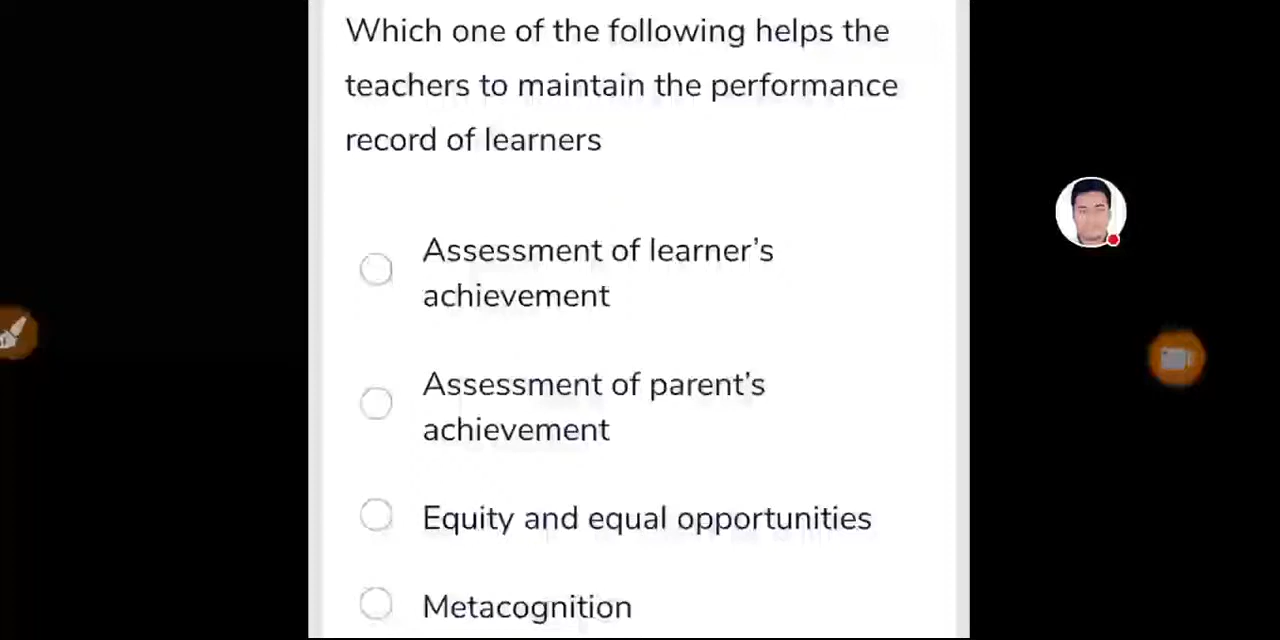 Which one of the following helps the
teachers to maintain the performance
record of learners
Assessment of learner's
achievement
Assessment of parent's
achievement
Equity and equal opportunities
Metacognition